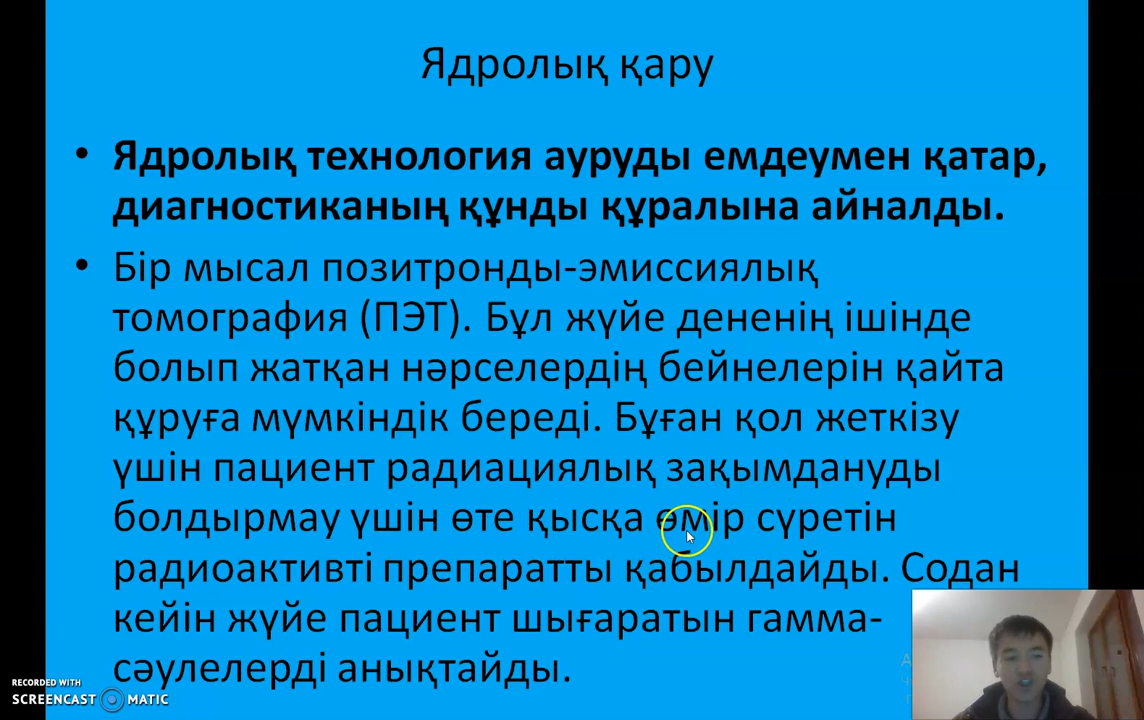 Ядролық қару
• Ядролық технология ауруды емдеумен қатар,
диагностиканың құнды құралына айналды.
• Бір мысал позитронды-эмиссиялық
томография (ПЭТ). Бұл жүйе дененің ішінде
болып жатқан нәрселердің бейнелерін қайта
құруға мүмкіндік береді. Бұған қол жеткізу
үшін пациент радиациялық зақымдануды
болдырмау үшін өте қысқа өмір сүретін
радиоактивті препаратты қабылдайды. Содан
кейін жүйе пациент шығаратын гамма-
сәулелерді анықтайды.
RECORDED WITH
SCREENCAST MATIC